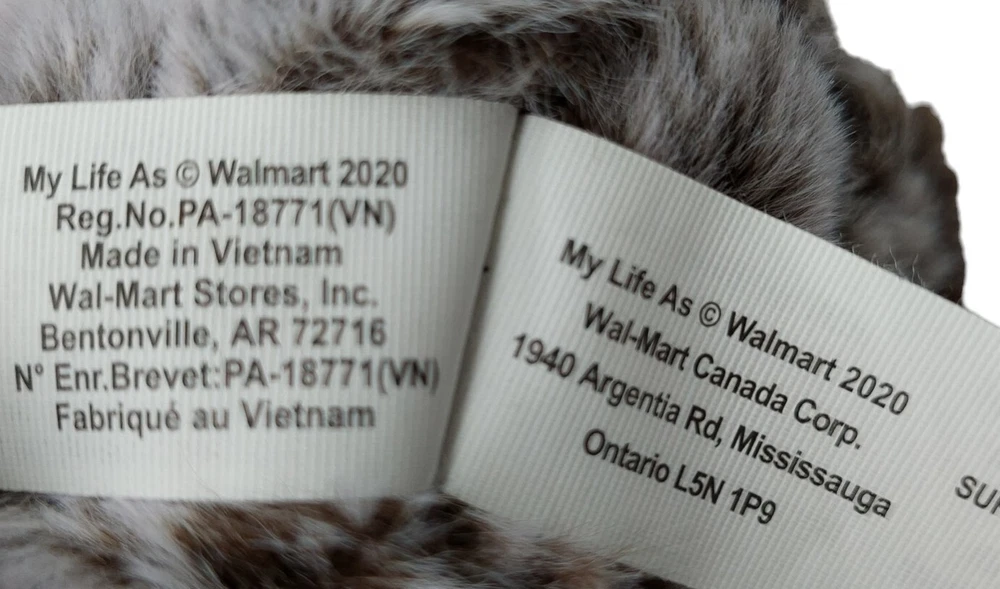 My Life As © Walmart 2020
Reg.No.PA-18771(VN)
Made in Vietnam
Wal-Mart Stores, Inc.
Bentonville, AR 72716
N° Enr.Brevet:PA-18771(VN)
Fabriqué au Vietnam
My Life As © Walmart 2020
Wal-Mart Canada Corp.
1940 Argentia Rd, Mississauga
Ontario L5N 1P9